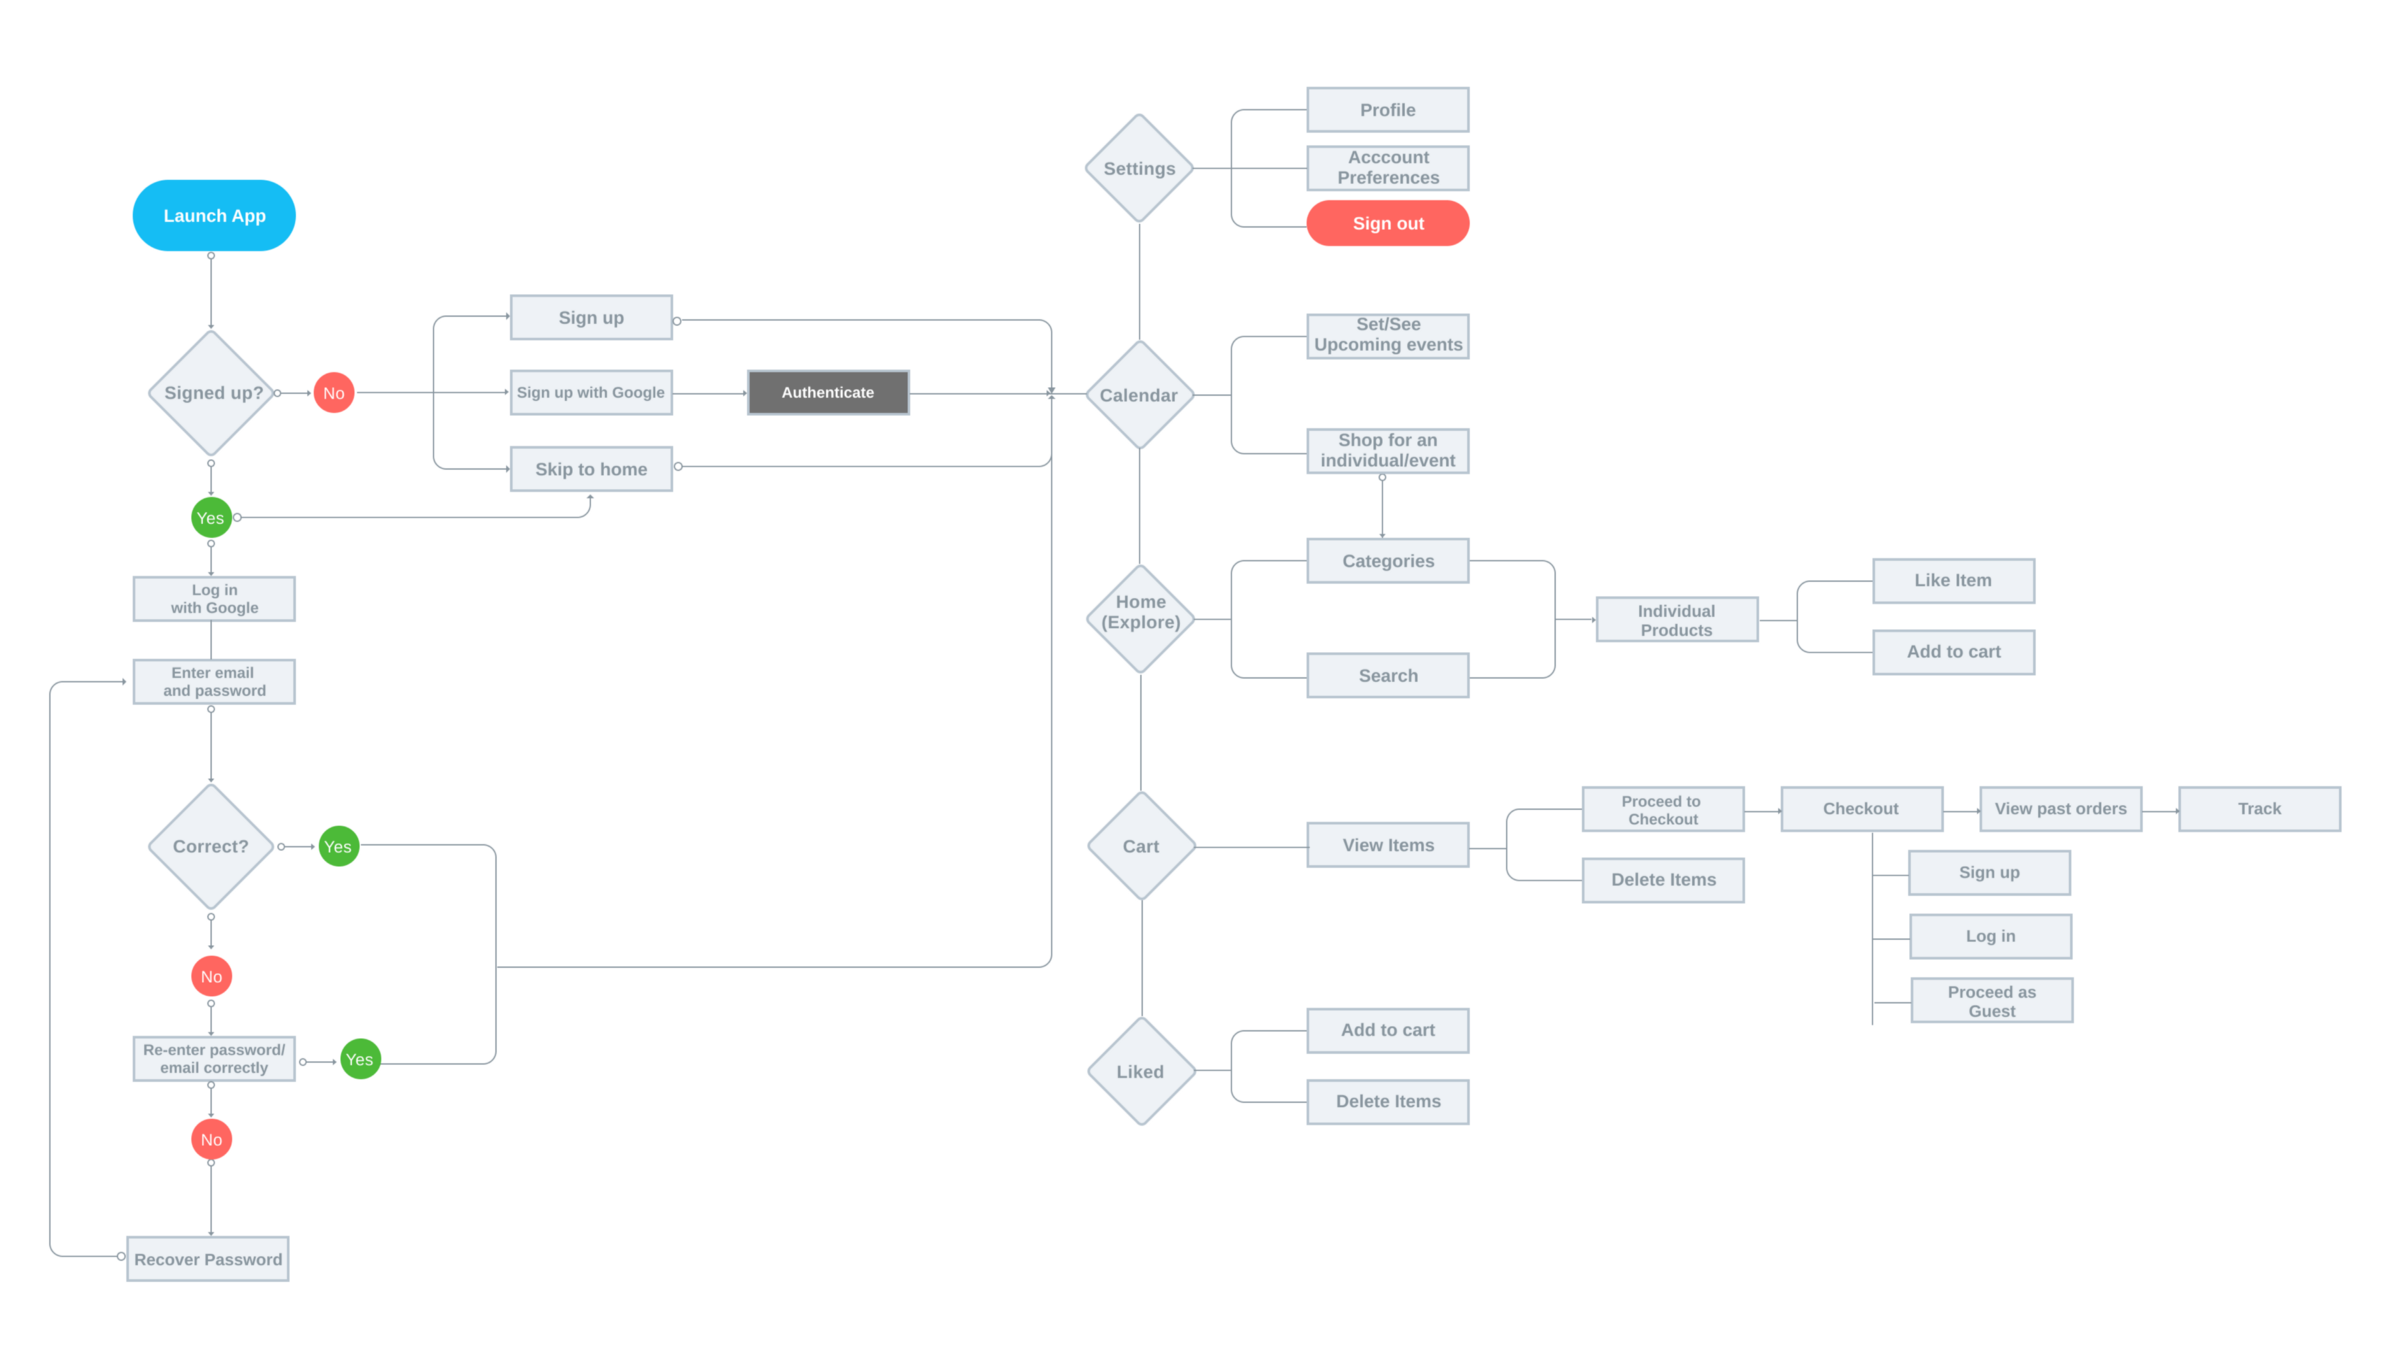 Launch App
Signed up?
No
Yes
Log in
with Google
Enter email
and password
Correct?
Yes
No
Re-enter password/
email correctly
Yes
No
Recover Password
Sign up
Sign up with Google
Authenticate
Skip to home
Settings
Profile
Acccount
Preferences
Sign out
Calendar
Set/See
Upcoming events
Shop for an
individual/event
Home
(Explore)
Categories
Search
Individual
Products
Like Item
Add to cart
Cart
View Items
Proceed to
Checkout
Delete Items
Checkout
View past orders
Track
Sign up
Log in
Proceed as
Guest
Liked
Add to cart
Delete Items